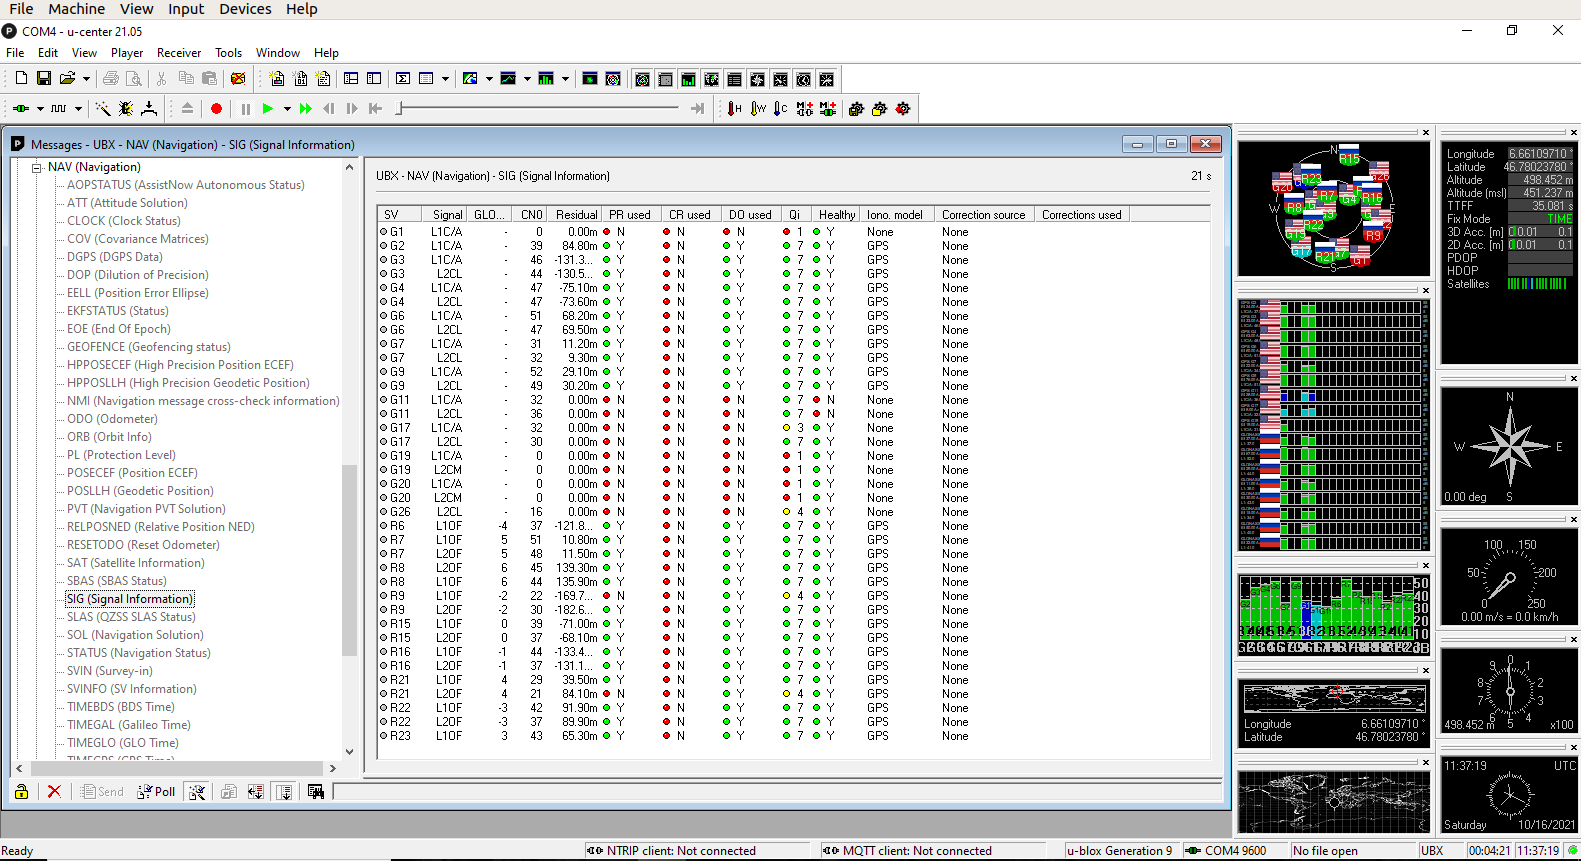 File Machine View Input Devices Help
COM4 - u-center 21.05
File Edit View Player Receiver Tools Window Help
Messages - UBX - NAV (Navigation) - SIG (Signal Information)
NAV (Navigation)
AOPSTATUS (AssistNow Autonomous Status)
ATT (Attitude Solution)
CLOCK (Clock Status)
COV (Covariance Matrices)
DGPS (DGPS Data)
DOP (Dilution of Precision)
EELL (Position Error Ellipse)
EKFSTATUS (Status)
EOE (End Of Epoch)
GEOFENCE (Geofencing status)
HPPOSECEF (High Precision Position ECEF)
HPPOSLLH (High Precision Geodetic Position)
NMI (Navigation message cross-check information)
ODO (Odometer)
ORB (Orbit Info)
PL (Protection Level)
POSECEF (Position ECEF)
POSLLH (Geodetic Position)
PVT (Navigation PVT Solution)
RELPOSNED (Relative Position NED)
RESETODO (Reset Odometer)
SAT (Satellite Information)
SBAS (SBAS Status)
SIG (Signal Information)
SLAS (QZSS SLAS Status)
SOL (Navigation Solution)
STATUS (Navigation Status)
SVIN (Survey-in)
SVINFO (SV Information)
TIMEBDS (BDS Time)
TIMEGAL (Galileo Time)
TIMEGLO (GLO Time)
Send Poll
UBX - NAV (Navigation) - SIG (Signal Information) 21 s
SV Signal GLO... CN0 Residual PR used CR used DO used Qi Healthy Iono. model Correction source Corrections used
G1 L1C/A - 0 0.00m N N N 1 Y None None
G2 L1C/A - 39 84.80m Y N Y 7 Y GPS None
G3 L1C/A - 46 -131.3... Y N Y 7 Y GPS None
G3 L2CL - 44 -130.5... Y N Y 7 Y GPS None
G4 L1C/A - 47 -75.10m Y N Y 7 Y GPS None
G4 L2CL - 47 -73.60m Y N Y 7 Y GPS None
G6 L1C/A - 51 68.20m Y N Y 7 Y GPS None
G6 L2CL - 47 69.50m Y N Y 7 Y GPS None
G7 L1C/A - 31 11.20m Y N Y 7 Y GPS None
G7 L2CL - 32 9.30m Y N Y 7 Y GPS None
G9 L1C/A - 52 29.10m Y N Y 7 Y GPS None
G9 L2CL - 49 30.20m Y N Y 7 Y GPS None
G11 L1C/A - 32 0.00m N N N 7 N None None
G11 L2CL - 36 0.00m N N N 7 N None None
G17 L1C/A - 32 0.00m N N N 3 Y None None
G17 L2CL - 30 0.00m N N N 7 Y None None
G19 L1C/A - 0 0.00m N N N 1 Y None None
G19 L2CM - 0 0.00m N N N 1 Y None None
G20 L1C/A - 0 0.00m N N N 1 Y None None
G20 L2CM - 0 0.00m N N N 1 Y None None
G26 L2CL - 16 0.00m N N N 4 Y None None
R6 L1OF -4 37 -121.8... Y N Y 7 Y GPS None
R7 L1OF 5 51 10.80m Y N Y 7 Y GPS None
R7 L2OF 5 48 11.50m Y N Y 7 Y GPS None
R8 L2OF 6 45 139.30m Y N Y 7 Y GPS None
R8 L1OF 6 44 135.90m Y N Y 7 Y GPS None
R9 L1OF -2 22 -169.7... N N Y 4 Y GPS None
R9 L2OF -2 30 -182.6... Y N Y 7 Y GPS None
R15 L1OF 0 39 -71.00m Y N Y 7 Y GPS None
R15 L2OF 0 37 -68.10m Y N Y 7 Y GPS None
R16 L1OF -1 44 -133.4... Y N Y 7 Y GPS None
R16 L2OF -1 37 -131.1... Y N Y 7 Y GPS None
R21 L1OF 4 29 39.50m Y N Y 7 Y GPS None
R21 L2OF 4 21 84.10m N N Y 4 Y GPS None
R22 L1OF -3 42 91.90m Y N Y 7 Y GPS None
R22 L2OF -3 37 89.90m Y N Y 7 Y GPS None
R23 L1OF 3 43 65.30m Y N Y 7 Y GPS None
N
W
S
R15
R23
R7
R16
R8
G4
R22
R9
G17
R21
G1
50
40
30
20
10
Longitude 6.66109710 °
Latitude 46.78023780 °
Longitude 6.66109710 °
Latitude 46.78023780 °
Altitude 498.452 m
Altitude (msl) 451.237 m
TTFF 35.081 s
Fix Mode TIME
3D Acc. [m] 0 0.01 0.1
2D Acc. [m] 0 0.01 0.1
PDOP
HDOP
Satellites
N
W E
S
0.00 deg
100 150
50 200
0 250
0.00 m/s = 0.0 km/h
0
9 1
8 2
7 3
6 5 4
498.452 m x100
11:37:19 UTC
Saturday 10/16/2021
Ready NTRIP client: Not connected MQTT client: Not connected u-blox Generation 9 COM4 9600 No file open UBX 00:04:21 11:37:19